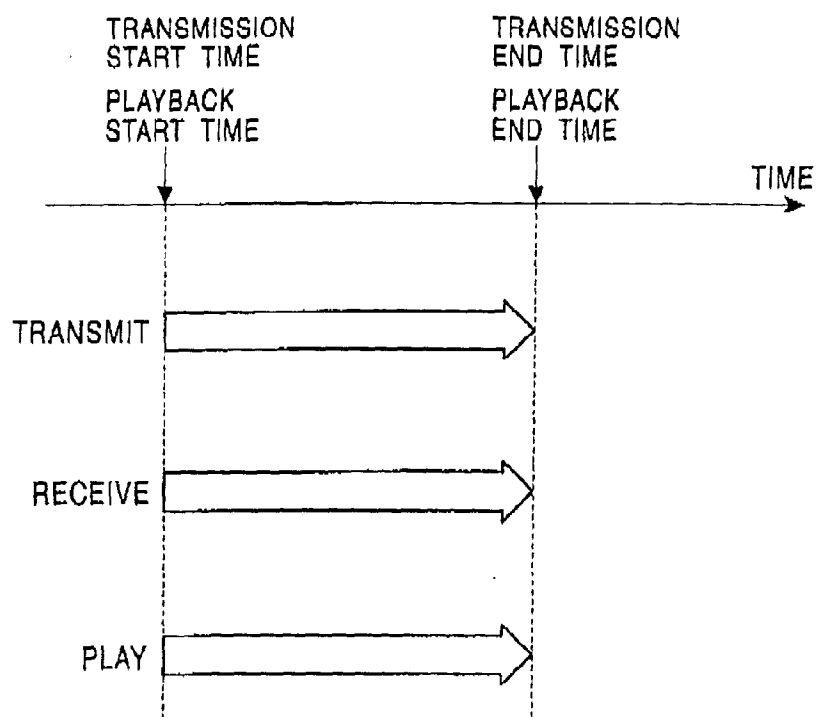 TRANSMISSION
START TIME
PLAYBACK
START TIME
TRANSMISSION
END TIME
PLAYBACK
END TIME
TIME
TRANSMIT
RECEIVE
PLAY